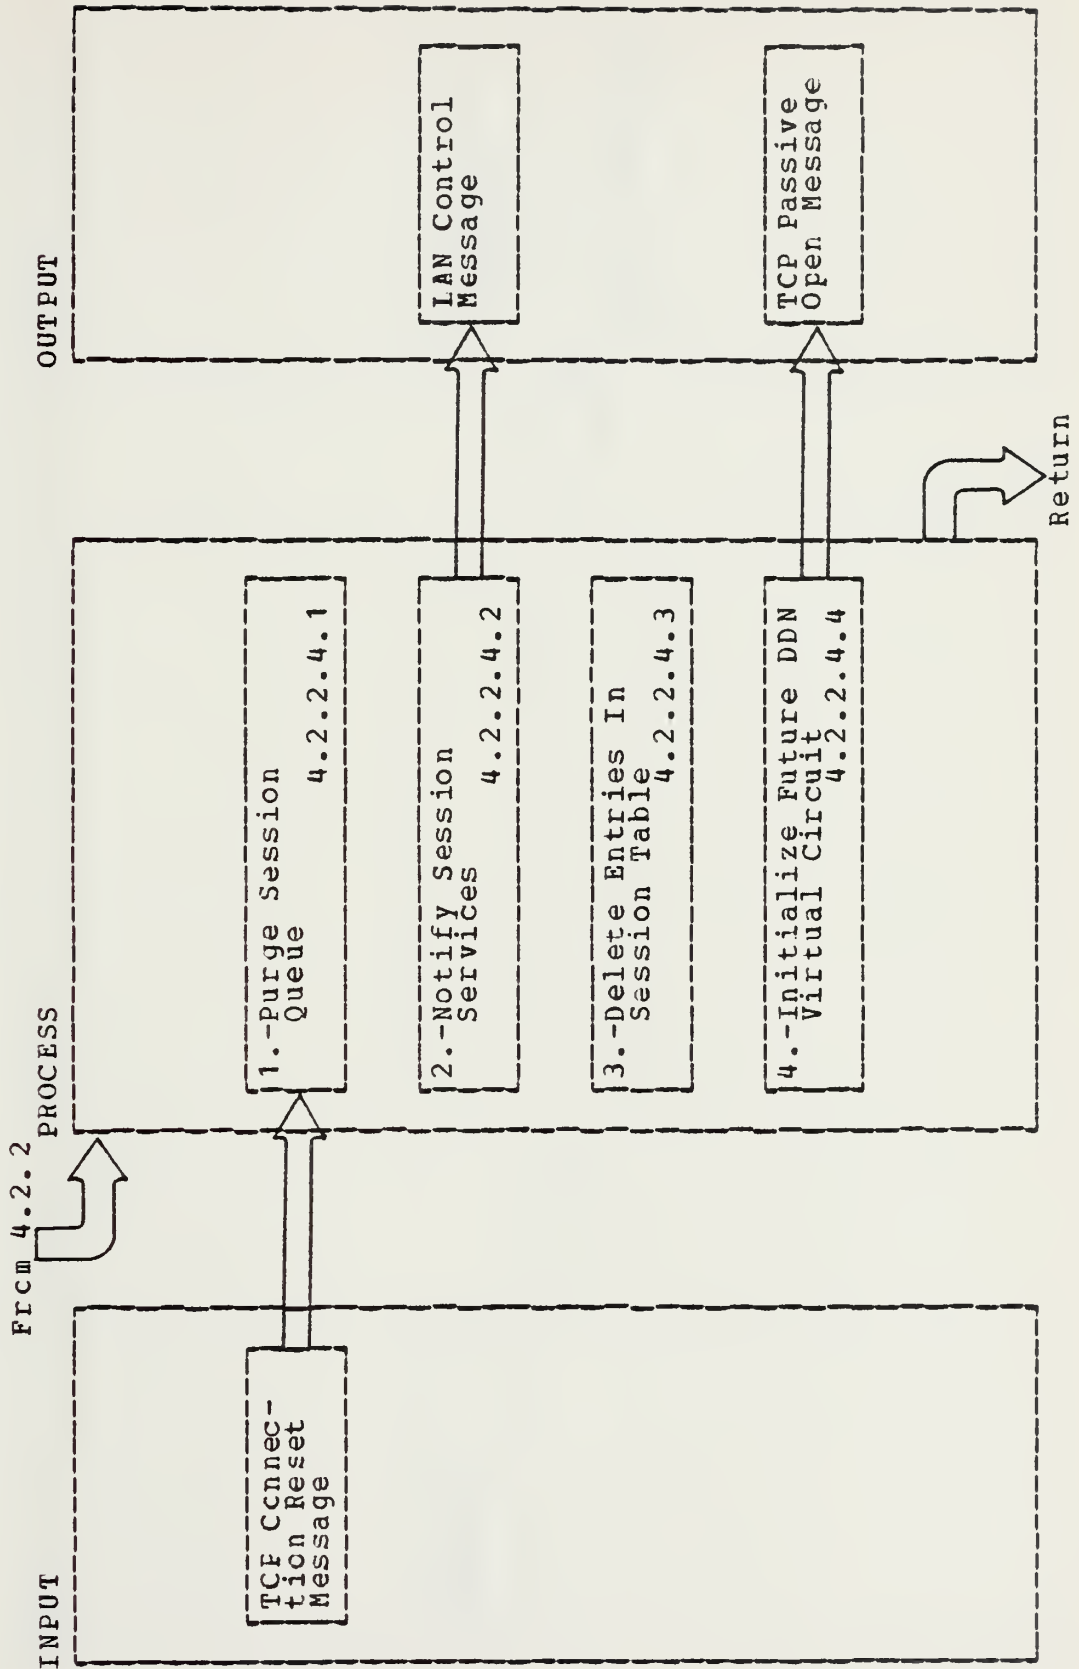 INPUT
From 4.2.2
PROCESS
OUTPUT
TCP Connec-
tion Reset
Message
1.-Purge Session
Queue
4.2.2.4.1
2.-Notify Session
Services
4.2.2.4.2
3.-Delete Entries In
Session Table
4.2.2.4.3
4.-Initialize Future DDN
Virtual Circuit
4.2.2.4.4
LAN Control
Message
TCP Passive
Open Message
Return